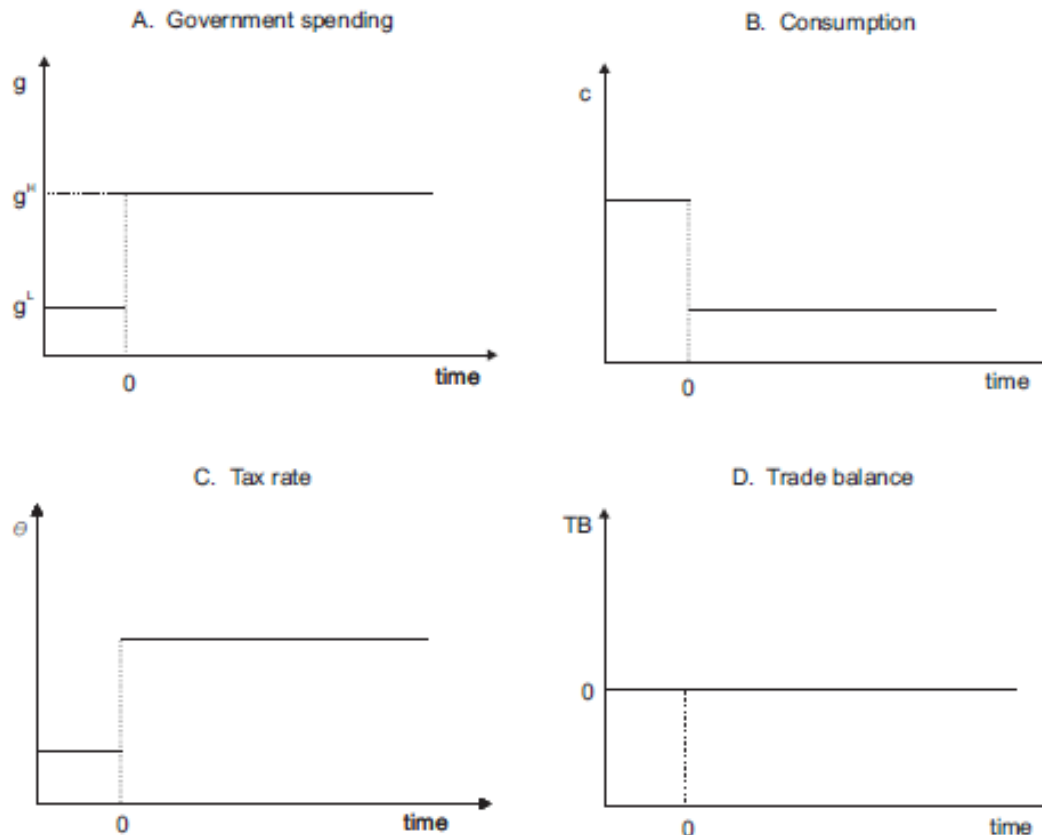 A. Government spending
g
g^H
g^L
0
time
B. Consumption
c
0
time
C. Tax rate
θ
0
time
D. Trade balance
TB
0
0
time